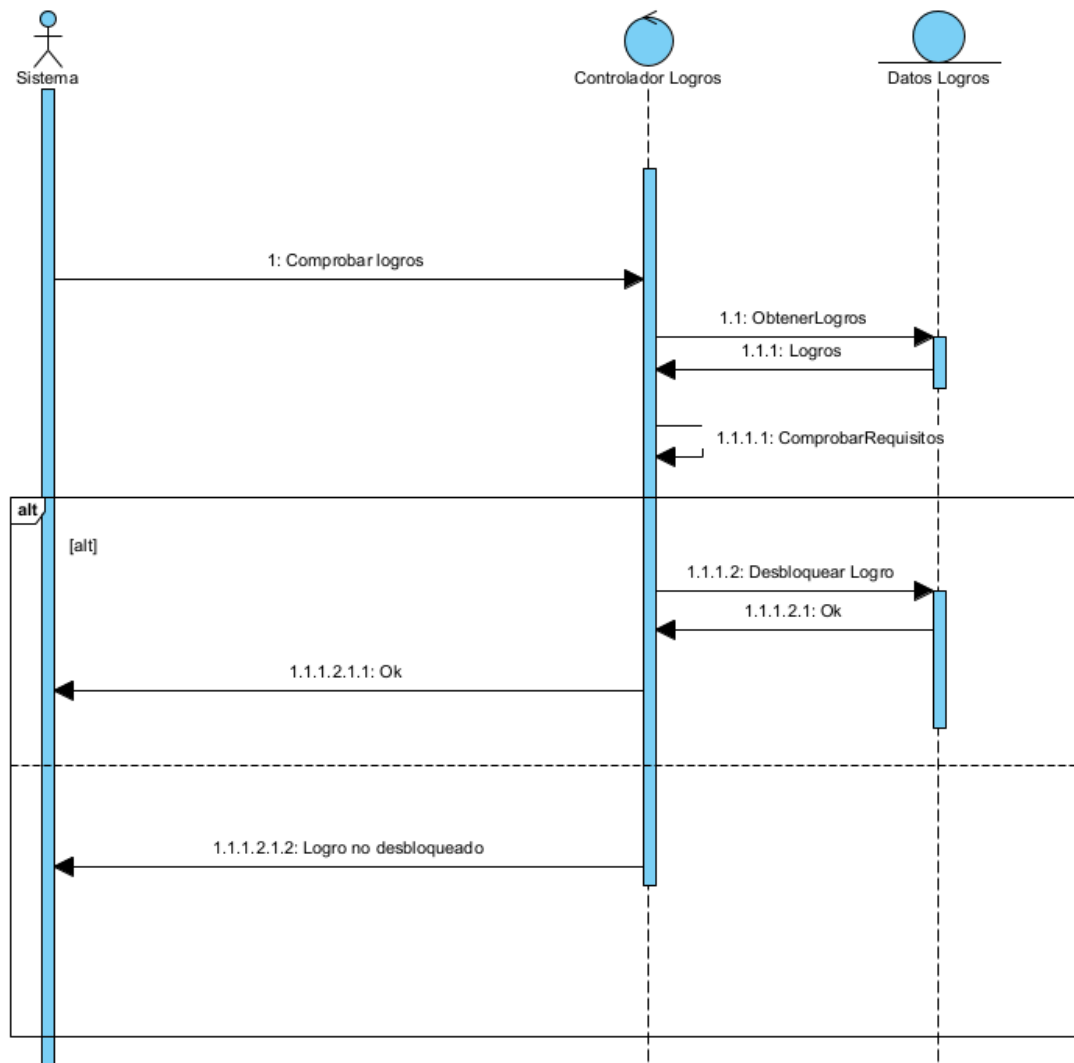 Sistema
Controlador Logros
Datos Logros
1: Comprobar logros
1.1: ObtenerLogros
1.1.1: Logros
1.1.1.1: ComprobarRequisitos
alt
[alt]
1.1.1.2: Desbloquear Logro
1.1.1.2.1: Ok
1.1.1.2.1.1: Ok
1.1.1.2.1.2: Logro no desbloqueado